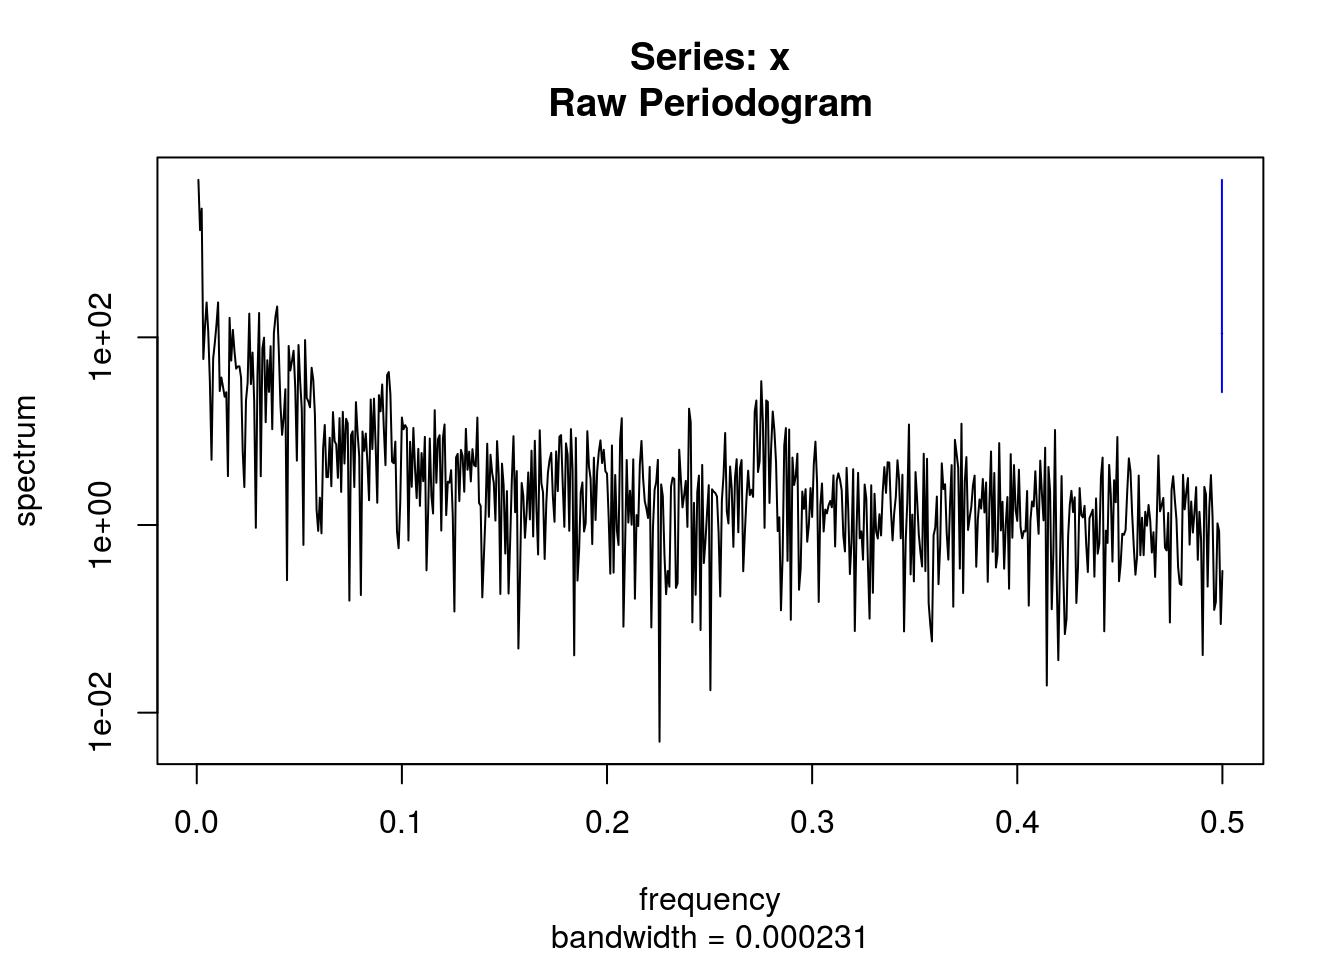 Series: x
Raw Periodogram
spectrum
1e+02
1e+00
1e-02
0.0 0.1 0.2 0.3 0.4 0.5
frequency
bandwidth = 0.000231